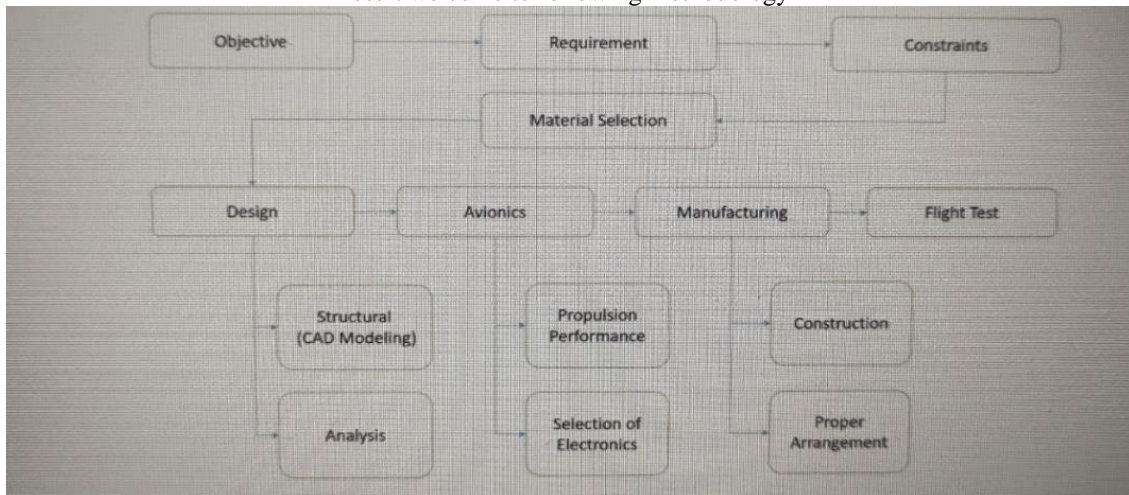 Objective
Requirement
Constraints
Material Selection
Design
Avionics
Manufacturing
Flight Test
Structural
(CAD Modeling)
Propulsion
Performance
Construction
Analysis
Selection of
Electronics
Proper
Arrangement